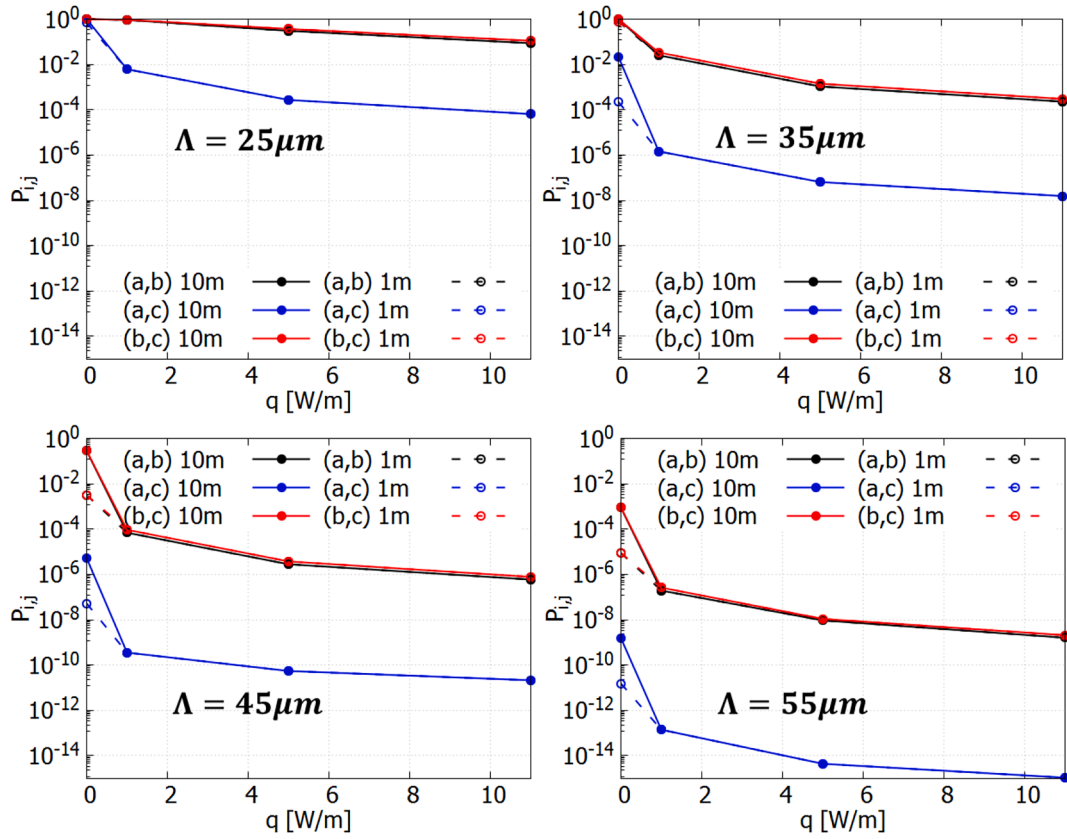 10^0
10^-2
10^-4
10^-6
10^-8
10^-10
10^-12
10^-14
P_i,j
Λ = 25μm
(a,b) 10m (a,b) 1m
(a,c) 10m (a,c) 1m
(b,c) 10m (b,c) 1m
0 2 4 6 8 10
q [W/m]
10^0
10^-2
10^-4
10^-6
10^-8
10^-10
10^-12
10^-14
P_i,j
Λ = 35μm
(a,b) 10m (a,b) 1m
(a,c) 10m (a,c) 1m
(b,c) 10m (b,c) 1m
0 2 4 6 8 10
q [W/m]
10^0
10^-2
10^-4
10^-6
10^-8
10^-10
10^-12
10^-14
P_i,j
(a,b) 10m (a,b) 1m
(a,c) 10m (a,c) 1m
(b,c) 10m (b,c) 1m
Λ = 45μm
0 2 4 6 8 10
q [W/m]
10^0
10^-2
10^-4
10^-6
10^-8
10^-10
10^-12
10^-14
P_i,j
(a,b) 10m (a,b) 1m
(a,c) 10m (a,c) 1m
(b,c) 10m (b,c) 1m
Λ = 55μm
0 2 4 6 8 10
q [W/m]